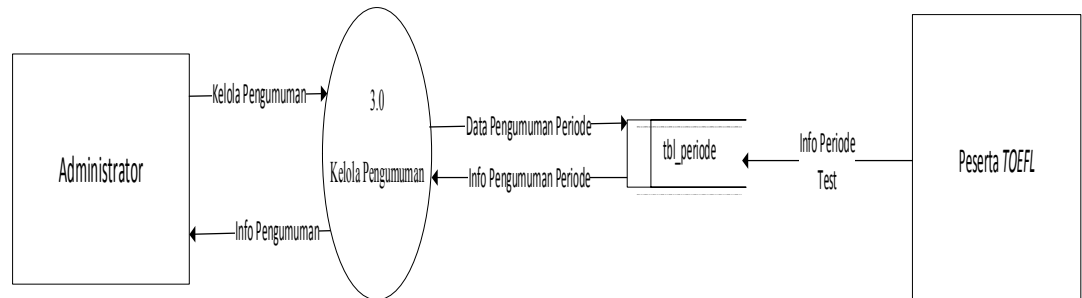 Administrator
Kelola Pengumuman
Info Pengumuman
3.0
Kelola Pengumuman
Data Pengumuman Periode
Info Pengumuman Periode
tbl_periode
Info Periode
Test
Peserta TOEFL